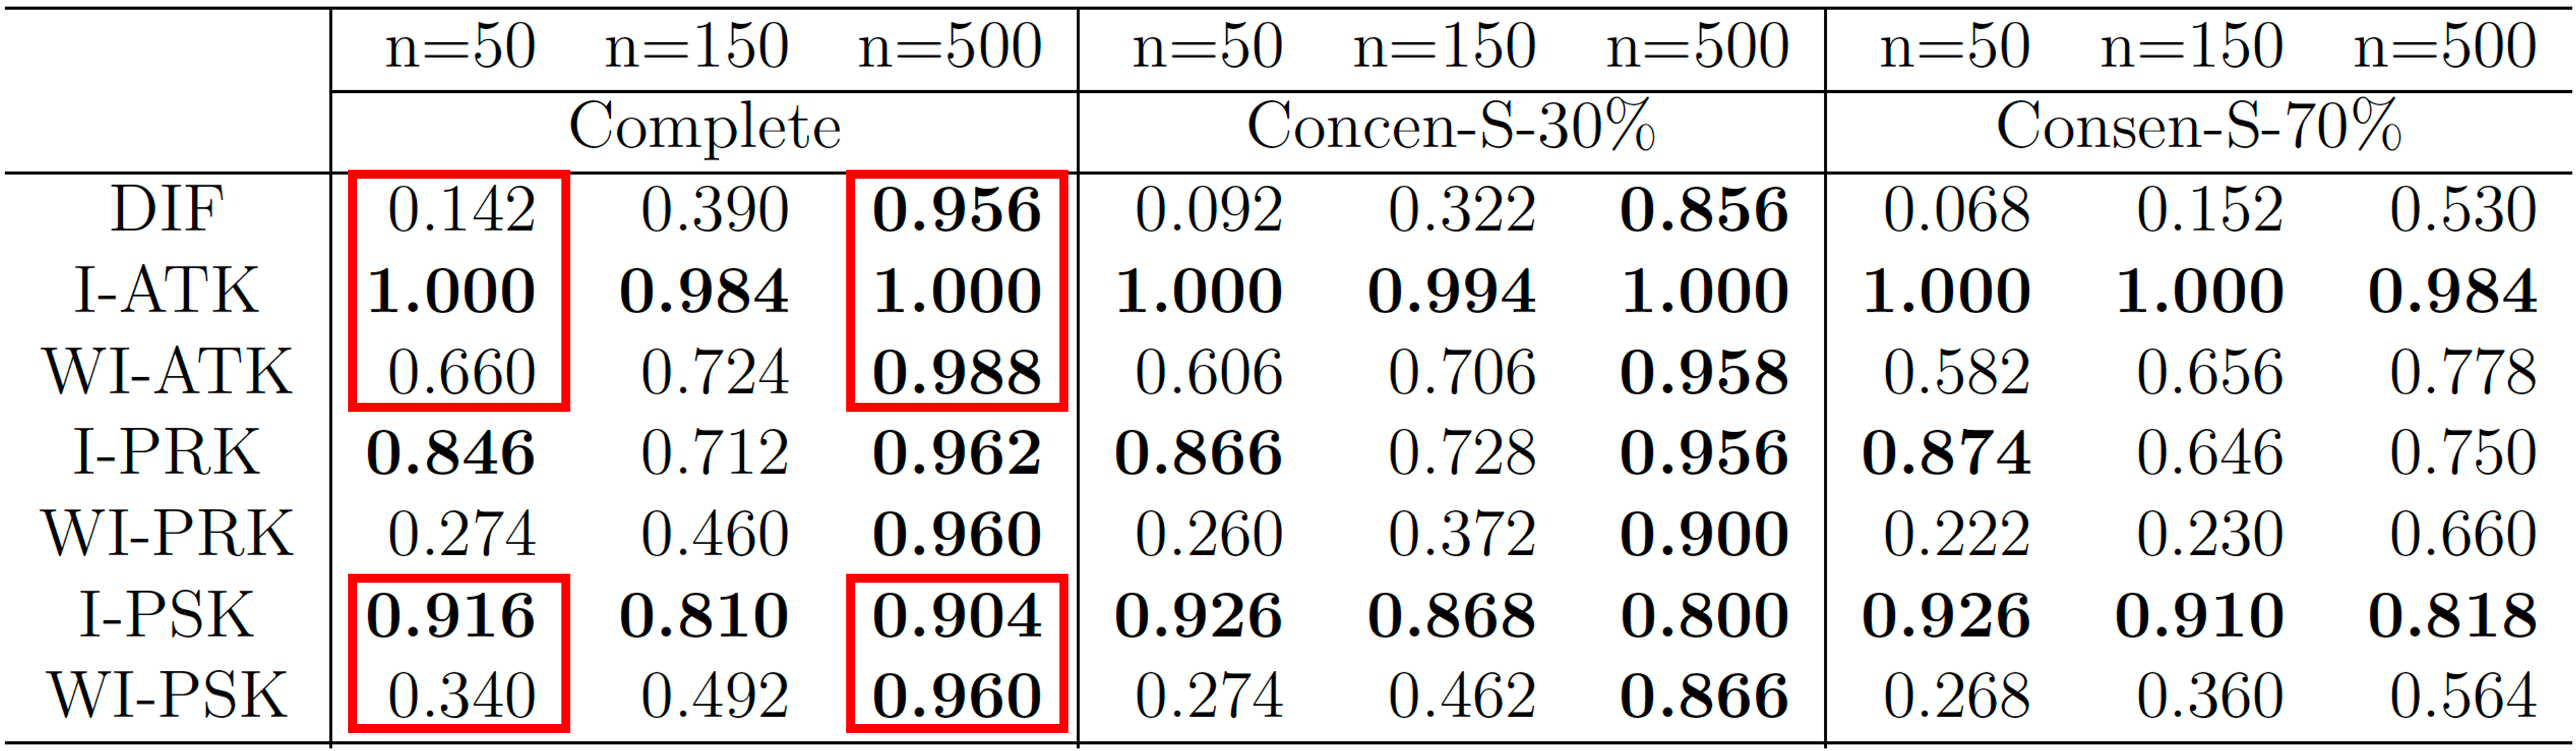 n=50 n=150 n=500 n=50 n=150 n=500 n=50 n=150 n=500
Complete Concen-S-30% Consen-S-70%
DIF 0.142 0.390 0.956 0.092 0.322 0.856 0.068 0.152 0.530
I-ATK 1.000 0.984 1.000 1.000 0.994 1.000 1.000 1.000 0.984
WI-ATK 0.660 0.724 0.988 0.606 0.706 0.958 0.582 0.656 0.778
I-PRK 0.846 0.712 0.962 0.866 0.728 0.956 0.874 0.646 0.750
WI-PRK 0.274 0.460 0.960 0.260 0.372 0.900 0.222 0.230 0.660
I-PSK 0.916 0.810 0.904 0.926 0.868 0.800 0.926 0.910 0.818
WI-PSK 0.340 0.492 0.960 0.274 0.462 0.866 0.268 0.360 0.564